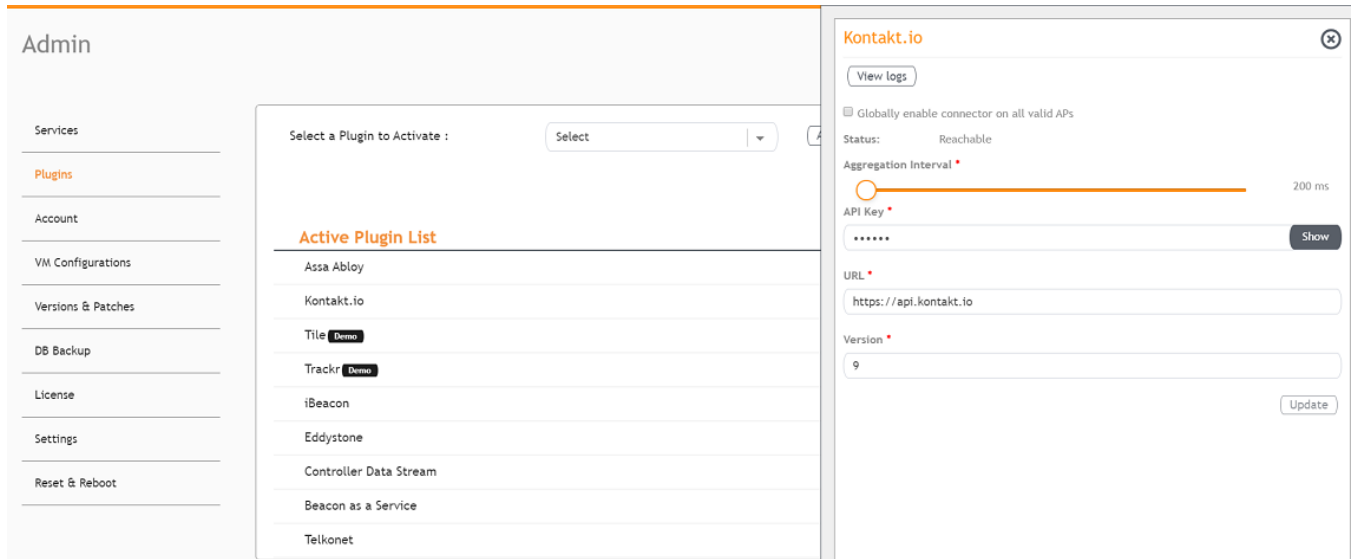 Admin
Services
Plugins
Account
VM Configurations
Versions & Patches
DB Backup
License
Settings
Reset & Reboot
Select a Plugin to Activate :
Select
Active Plugin List
Assa Abloy
Kontakt.io
Tile Demo
Trackr Demo
iBeacon
Eddystone
Controller Data Stream
Beacon as a Service
Telkonet
Kontakt.io
View logs
Globally enable connector on all valid APs
Status: Reachable
Aggregation Interval *
200 ms
API Key *
••••••
Show
URL *
https://api.kontakt.io
Version *
9
Update